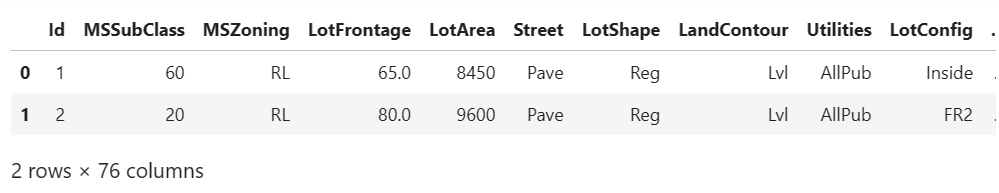 Id MSSubClass MSZoning LotFrontage LotArea Street LotShape LandContour Utilities LotConfig .
0 1 60 RL 65.0 8450 Pave Reg Lvl AllPub Inside .
1 2 20 RL 80.0 9600 Pave Reg Lvl AllPub FR2 .
2 rows × 76 columns